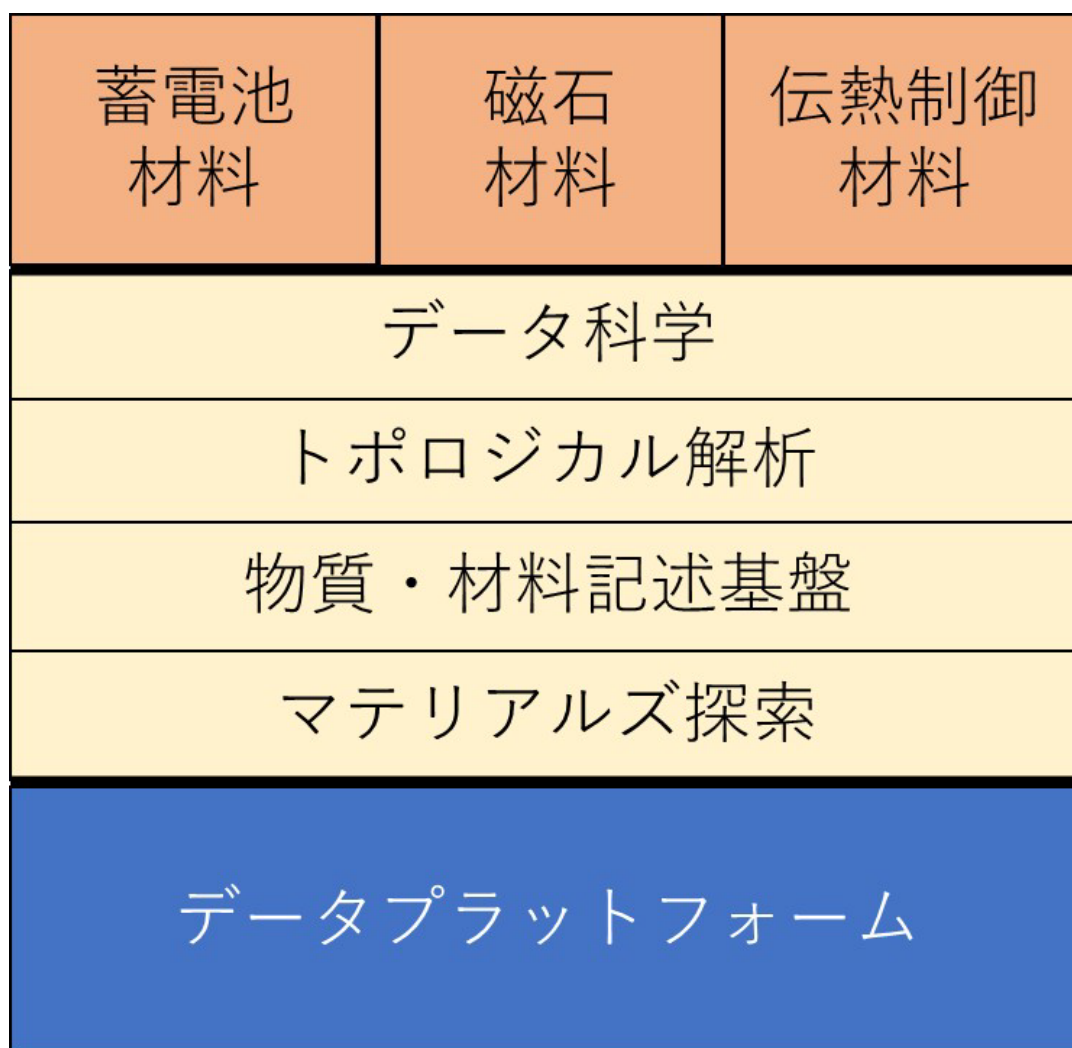 蓄電池
材料
磁石
材料
伝熱制御
材料
データ科学
トポロジカル解析
物質・材料記述基盤
マテリアルズ探索
データプラットフォーム